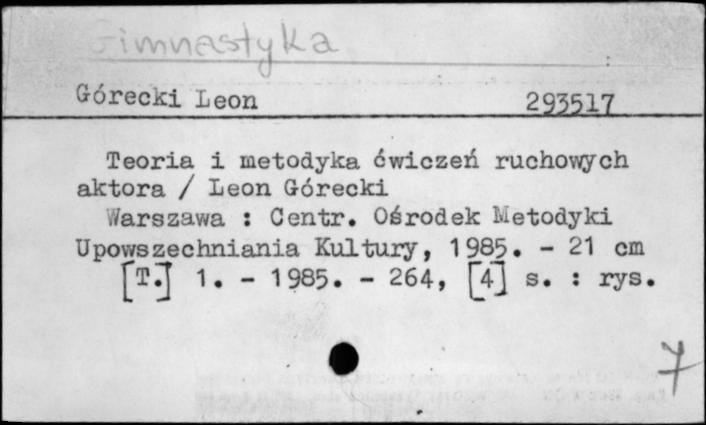 Gimnastyka
Górecki Leon 293517
Teoria i metodyka ćwiczeń ruchowych
aktora / Leon Górecki
Warszawa : Centr. Ośrodek Metodyki
Upowszechniania Kultury, 1985. - 21 cm
[T.] 1. - 1985. - 264, [4] s. : rys.
7